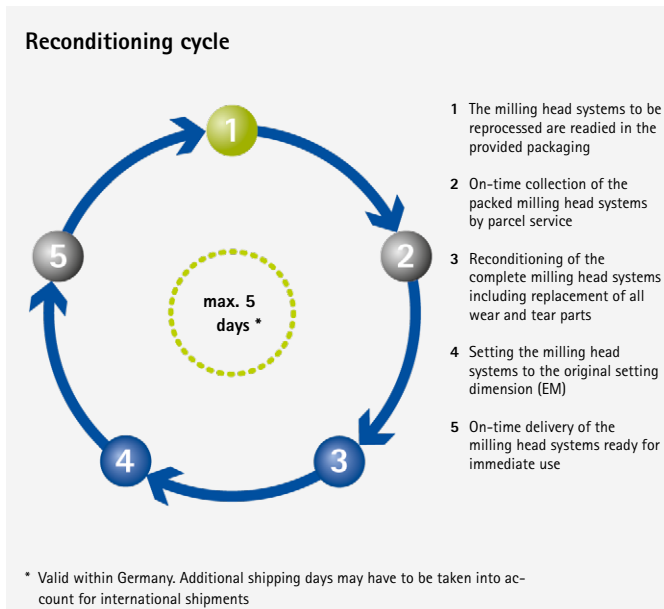 Reconditioning cycle
1
2
3
4
5
max. 5
days *
1 The milling head systems to be
reprocessed are readied in the
provided packaging
2 On-time collection of the
packed milling head systems
by parcel service
3 Reconditioning of the
complete milling head systems
including replacement of all
wear and tear parts
4 Setting the milling head
systems to the original setting
dimension (EM)
5 On-time delivery of the
milling head systems ready for
immediate use
* Valid within Germany. Additional shipping days may have to be taken into ac-
count for international shipments